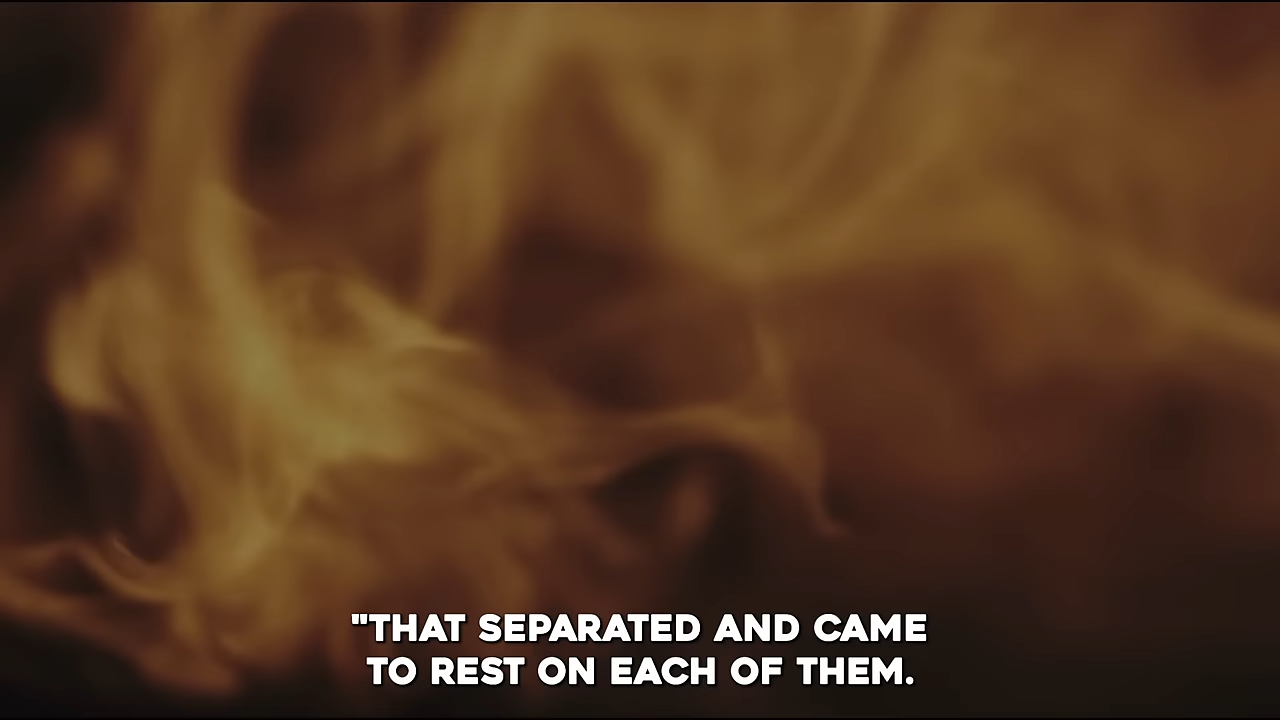 "THAT SEPARATED AND CAME
TO REST ON EACH OF THEM.